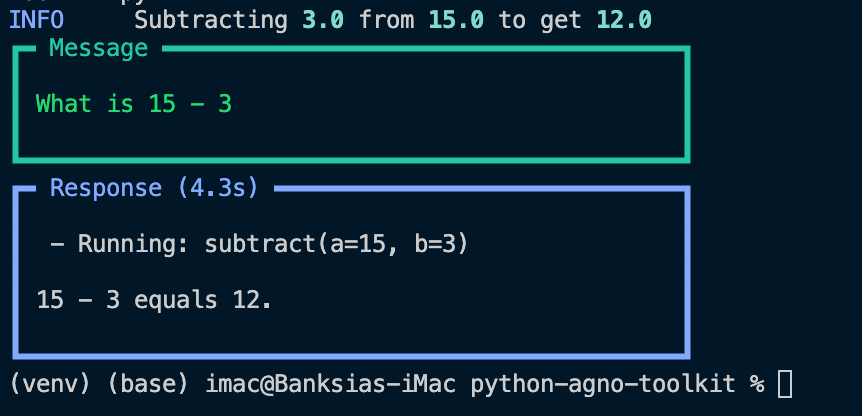 INFO Subtracting 3.0 from 15.0 to get 12.0
Message
What is 15 - 3
Response (4.3s)
- Running: subtract(a=15, b=3)
15 - 3 equals 12.
(venv) (base) imac@Banksias-iMac python-agno-toolkit %